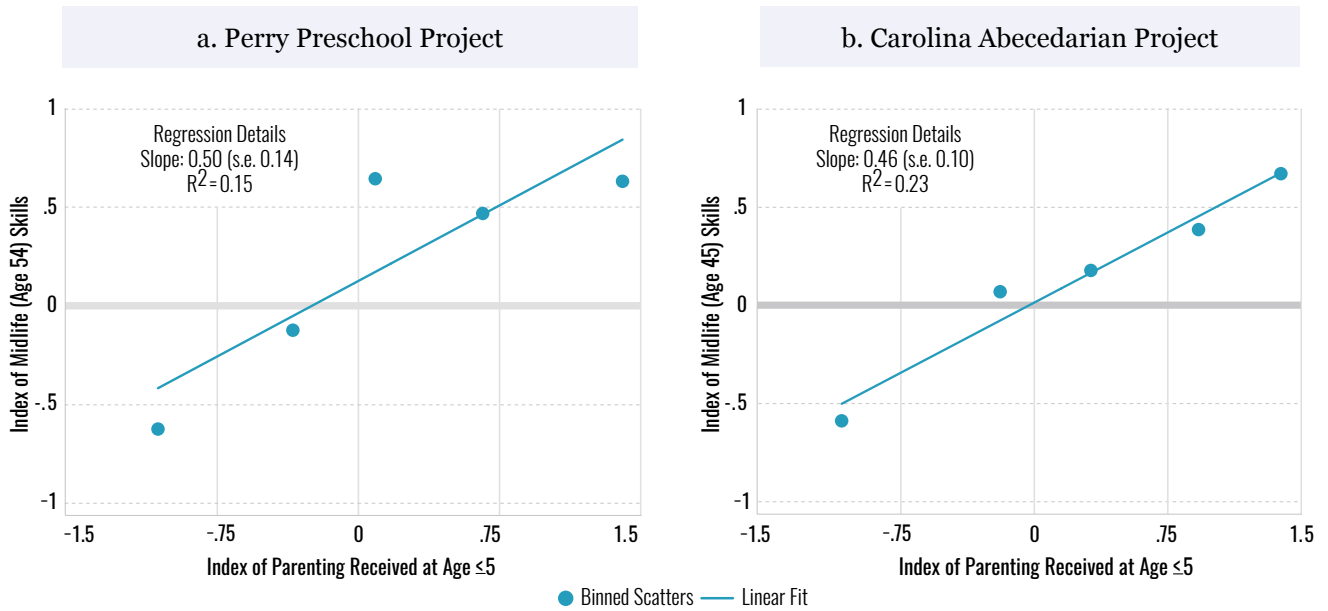 a. Perry Preschool Project
Regression Details
Slope: 0.50 (s.e. 0.14)
R2=0.15
Index of Midlife (Age 54) Skills
1
.5
0
-.5
-1
-1.5
-.75
0
.75
1.5
Index of Parenting Received at Age ≤5
b. Carolina Abecedarian Project
Regression Details
Slope: 0.46 (s.e. 0.10)
R2=0.23
Index of Midlife (Age 45) Skills
1
.5
0
-.5
-1
-1.5
-.75
0
.75
1.5
Index of Parenting Received at Age ≤5
Binned Scatters
Linear Fit